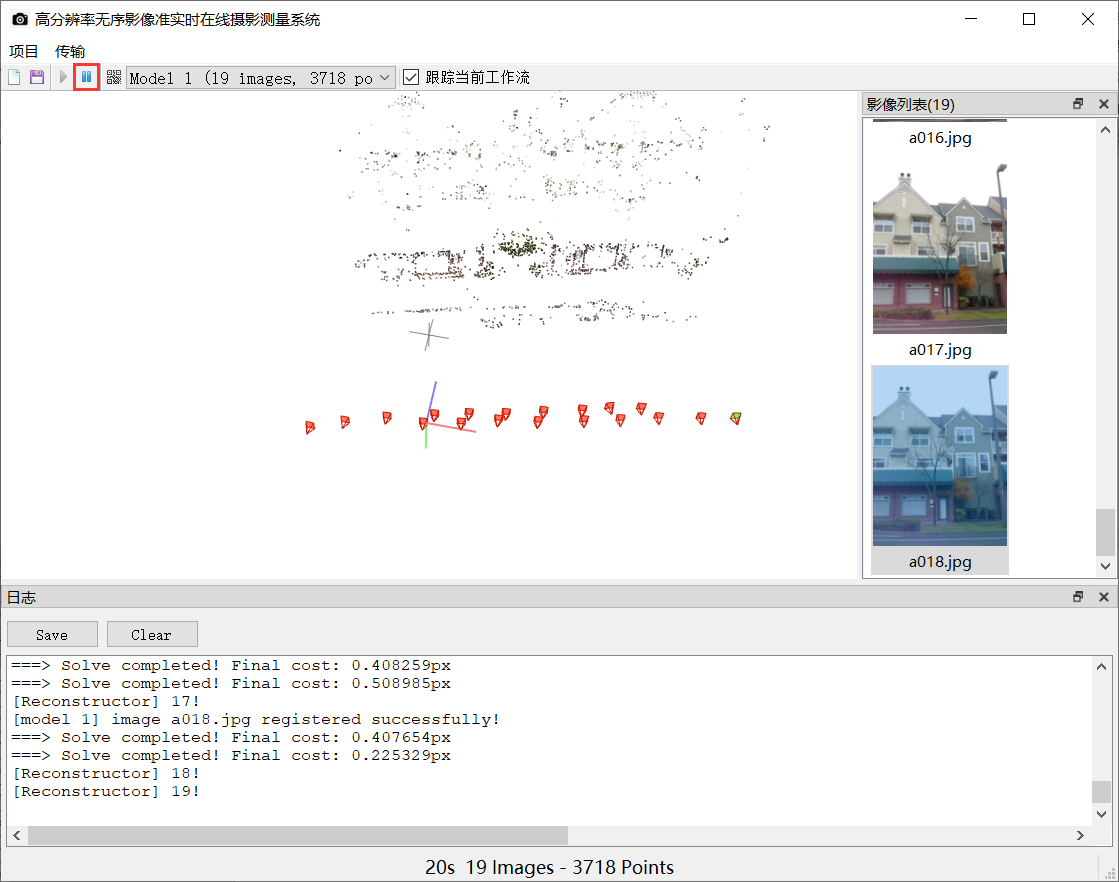 高分辨率无序影像准实时在线摄影测量系统
项目 传输
Model 1 (19 images, 3718 po
跟踪当前工作流
影像列表(19)
a016.jpg
a017.jpg
a018.jpg
日志
Save Clear
===> Solve completed! Final cost: 0.408259px
===> Solve completed! Final cost: 0.508985px
[Reconstructor] 17!
[model 1] image a018.jpg registered successfully!
===> Solve completed! Final cost: 0.407654px
===> Solve completed! Final cost: 0.225329px
[Reconstructor] 18!
[Reconstructor] 19!
20s 19 Images - 3718 Points